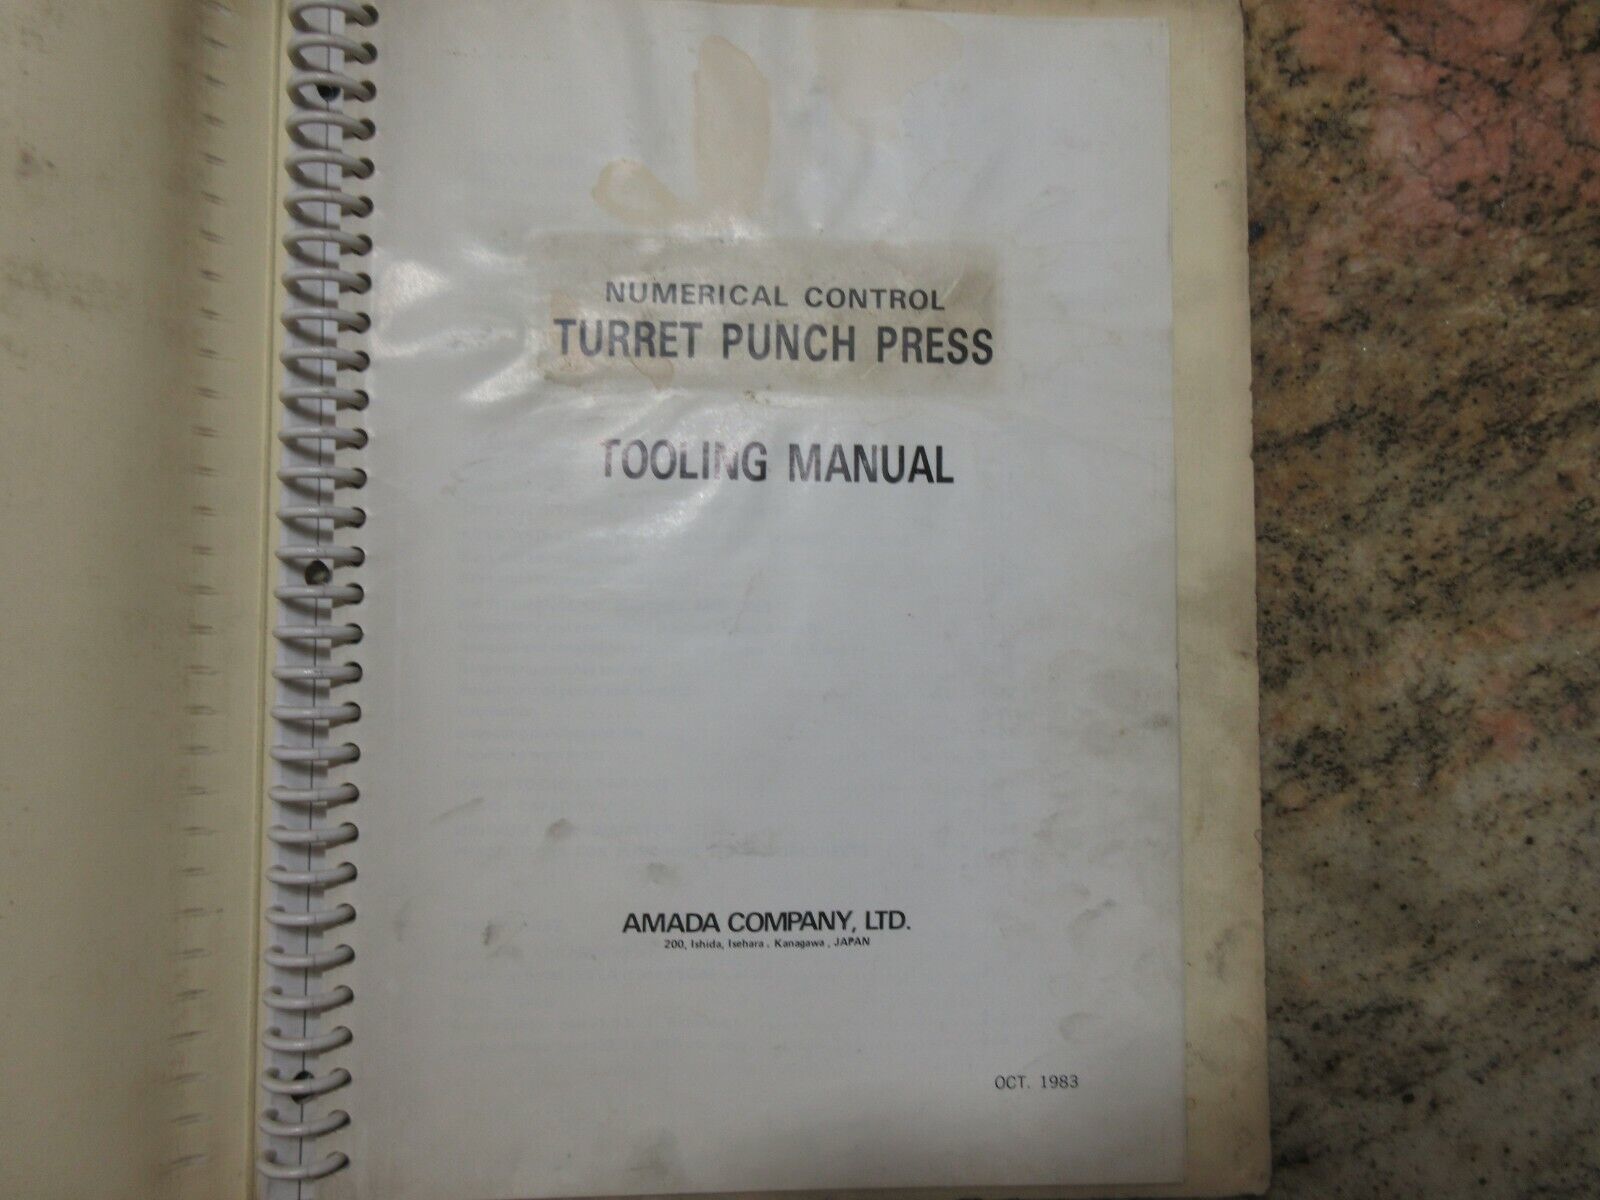 NUMERICAL CONTROL
TURRET PUNCH PRESS
TOOLING MANUAL
AMADA COMPANY, LTD.
200, Ishida, Isehara, Kanagawa, JAPAN
OCT. 1983